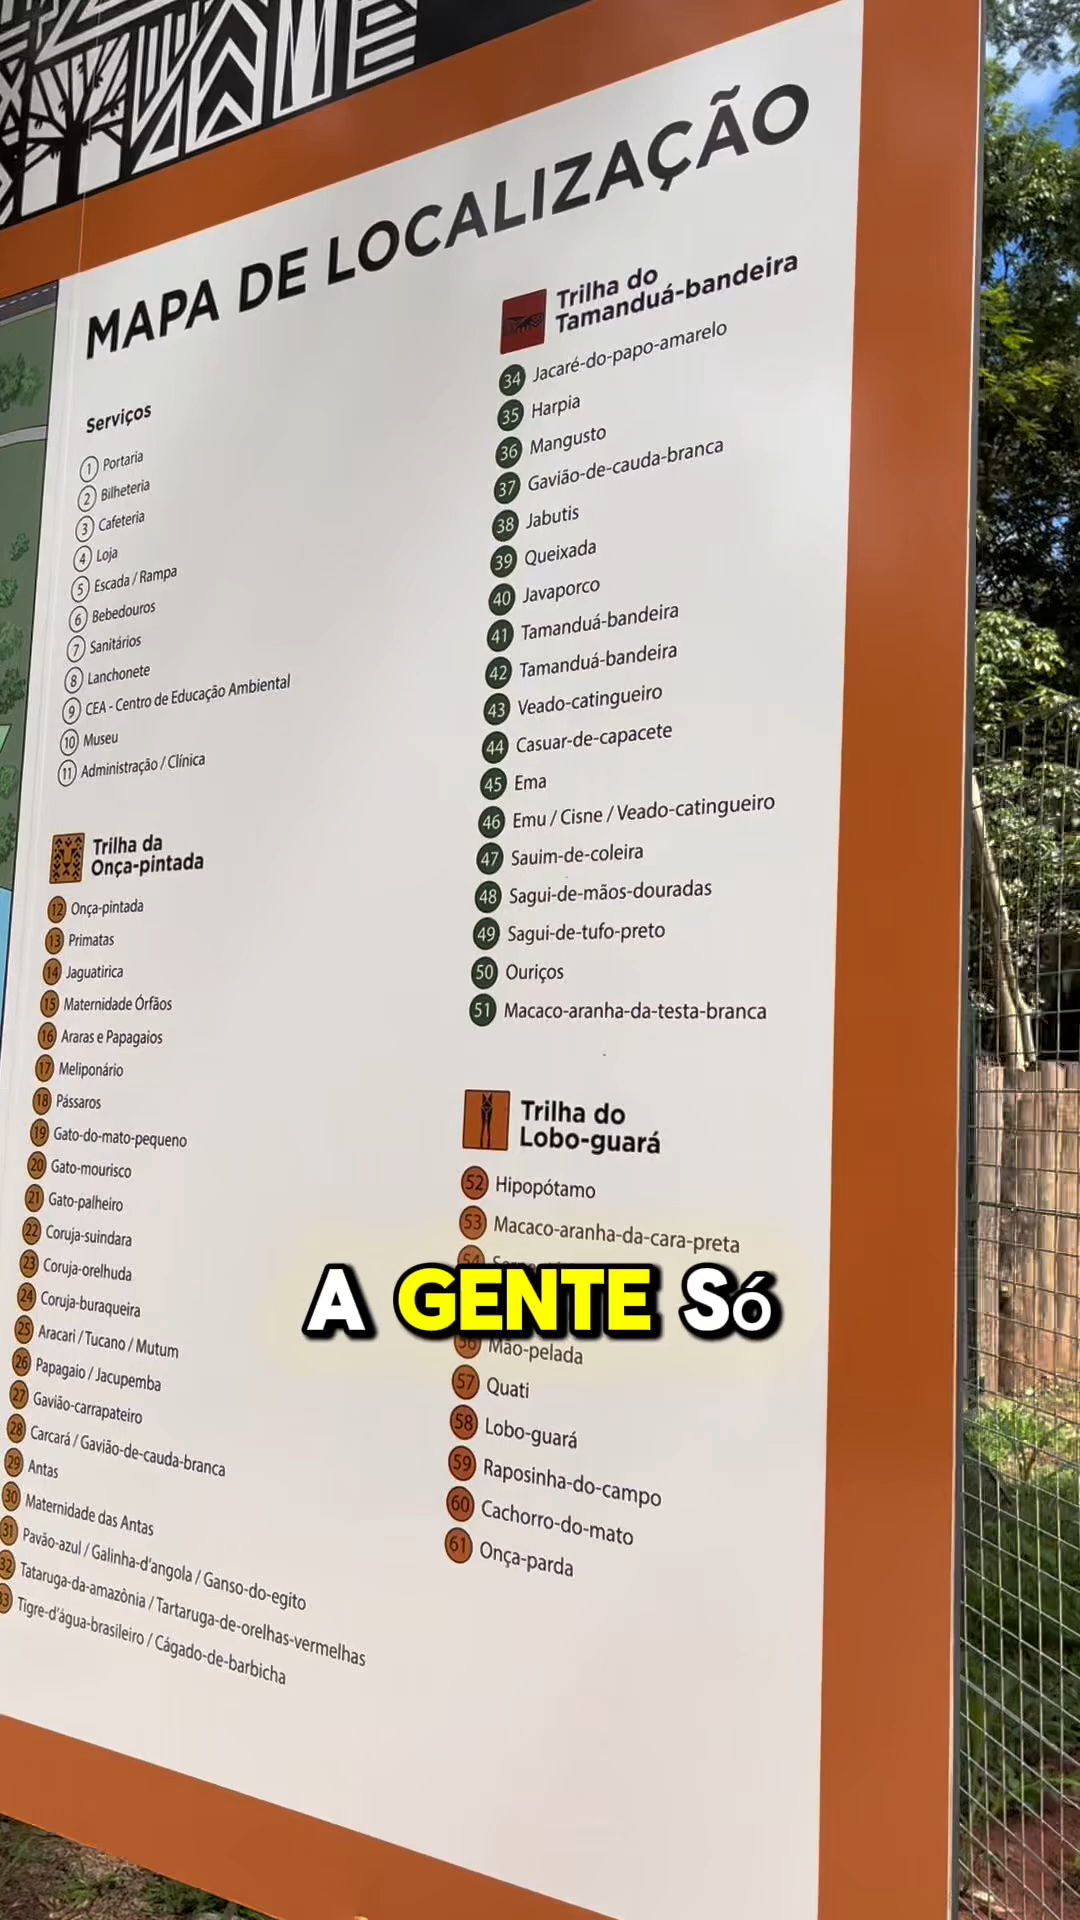 MAPA DE LOCALIZAÇÃO
Serviços
1 Portaria
2 Bilheteria
3 Cafeteria
4 Loja
5 Escada / Rampa
6 Bebedouros
7 Sanitários
8 Lanchonete
9 CEA - Centro de Educação Ambiental
10 Museu
11 Administração / Clínica
Trilha da
Onça-pintada
12 Onça-pintada
13 Primatas
14 Jaguatirica
15 Maternidade Órfãos
16 Araras e Papagaios
17 Meliponário
18 Pássaros
19 Gato-do-mato-pequeno
20 Gato-mourisco
21 Gato-palheiro
22 Coruja-suindara
23 Coruja-orelhuda
24 Coruja-buraqueira
25 Aracari / Tucano / Mutum
26 Papagaio / Jacupemba
27 Gavião-carrapateiro
28 Carcará / Gavião-de-cauda-branca
29 Antas
30 Maternidade das Antas
31 Pavão-azul / Galinha-d'angola / Ganso-do-egito
32 Tataruga-da-amazônia / Tartaruga-de-orelhas-vermelhas
33 Tigre-d'água-brasileiro / Cágado-de-barbicha
Trilha do
Tamanduá-bandeira
34 Jacaré-do-papo-amarelo
35 Harpia
36 Mangusto
37 Gavião-de-cauda-branca
38 Jabutis
39 Queixada
40 Javaporco
41 Tamanduá-bandeira
42 Tamanduá-bandeira
43 Veado-catingueiro
44 Casuar-de-capacete
45 Ema
46 Emu / Cisne / Veado-catingueiro
47 Sauim-de-coleira
48 Sagui-de-mãos-douradas
49 Sagui-de-tufo-preto
50 Ouriços
51 Macaco-aranha-da-testa-branca
Trilha do
Lobo-guará
52 Hipopótamo
53 Macaco-aranha-da-cara-preta
54
A GENTE SÓ
56 Mão-pelada
57 Quati
58 Lobo-guará
59 Raposinha-do-campo
60 Cachorro-do-mato
61 Onça-parda